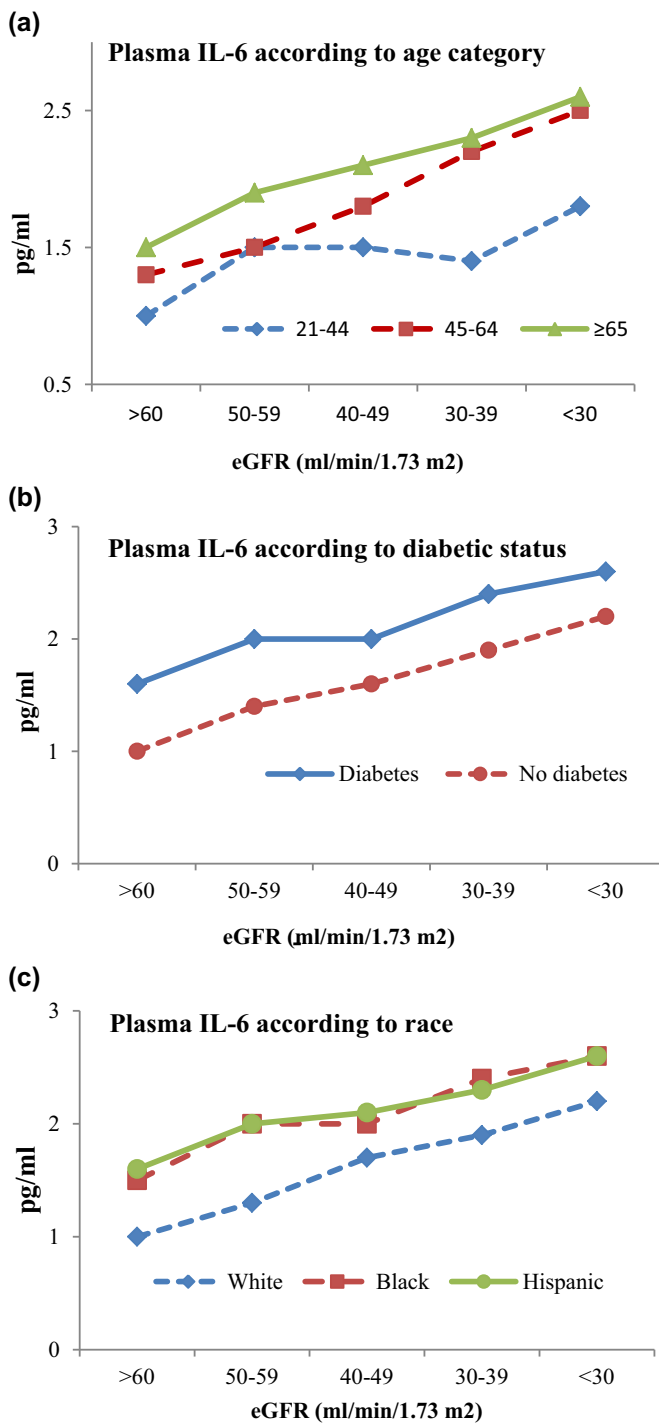 (a)
Plasma IL-6 according to age category
2.5
1.5
0.5
pg/ml
21-44 45-64 ≥65
>60 50-59 40-49 30-39 <30
eGFR (ml/min/1.73 m2)
(b)
Plasma IL-6 according to diabetic status
3
2
1
0
pg/ml
Diabetes No diabetes
>60 50-59 40-49 30-39 <30
eGFR (ml/min/1.73 m2)
(c)
Plasma IL-6 according to race
3
2
1
0
pg/ml
White Black Hispanic
>60 50-59 40-49 30-39 <30
eGFR (ml/min/1.73 m2)